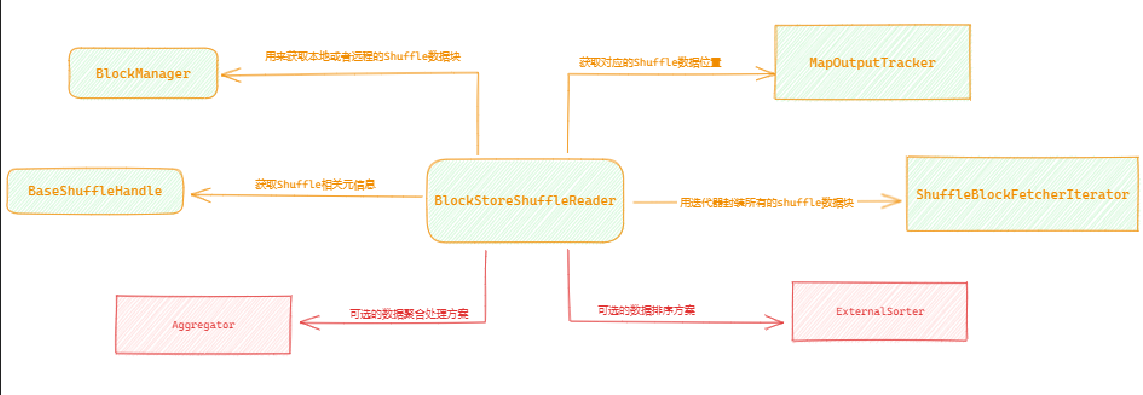 用来获取本地或者远程的Shuffle数据块
BlockManager
获取对应的Shuffle数据位置
MapOutputTracker
BaseShuffleHandle
获取Shuffle相关元信息
BlockStoreShuffleReader
用迭代器封装所有的shuffle数据块
ShuffleBlockFetcherIterator
Aggregator
可选的数据聚合处理方案
可选的数据排序方案
ExternalSorter